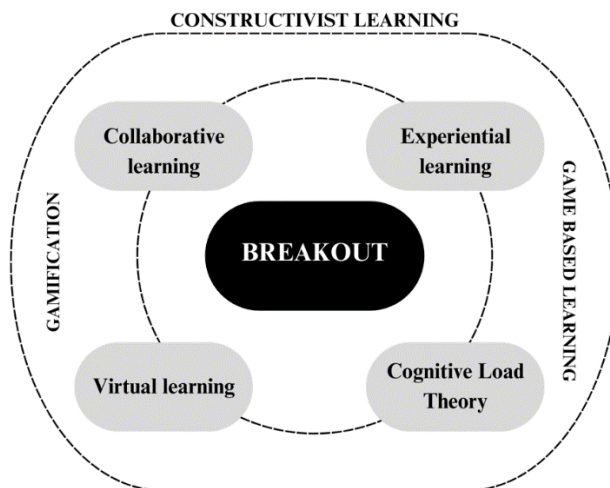 CONSTRUCTIVIST LEARNING
Collaborative
learning
Experiential
learning
GAMIFICATION
BREAKOUT
GAME BASED LEARNING
Virtual learning
Cognitive Load
Theory